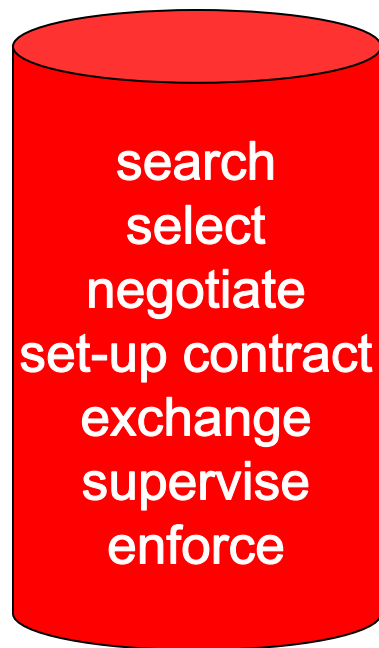 search
select
negotiate
set-up contract
exchange
supervise
enforce